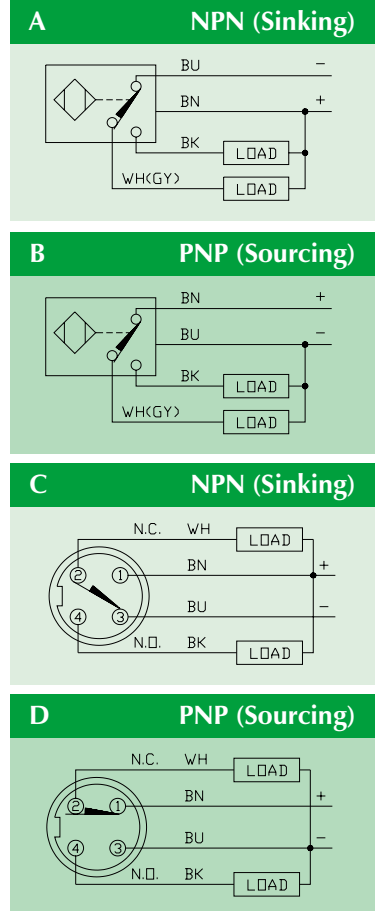 A NPN (Sinking)
BU −
BN +
BK LOAD
WH(GY) LOAD
B PNP (Sourcing)
BN +
BU −
BK LOAD
WH(GY) LOAD
C NPN (Sinking)
N.C. WH LOAD
2 1 BN +
4 3 BU −
N.O. BK LOAD
D PNP (Sourcing)
N.C. WH LOAD
2 1 BN +
4 3 BU −
N.O. BK LOAD